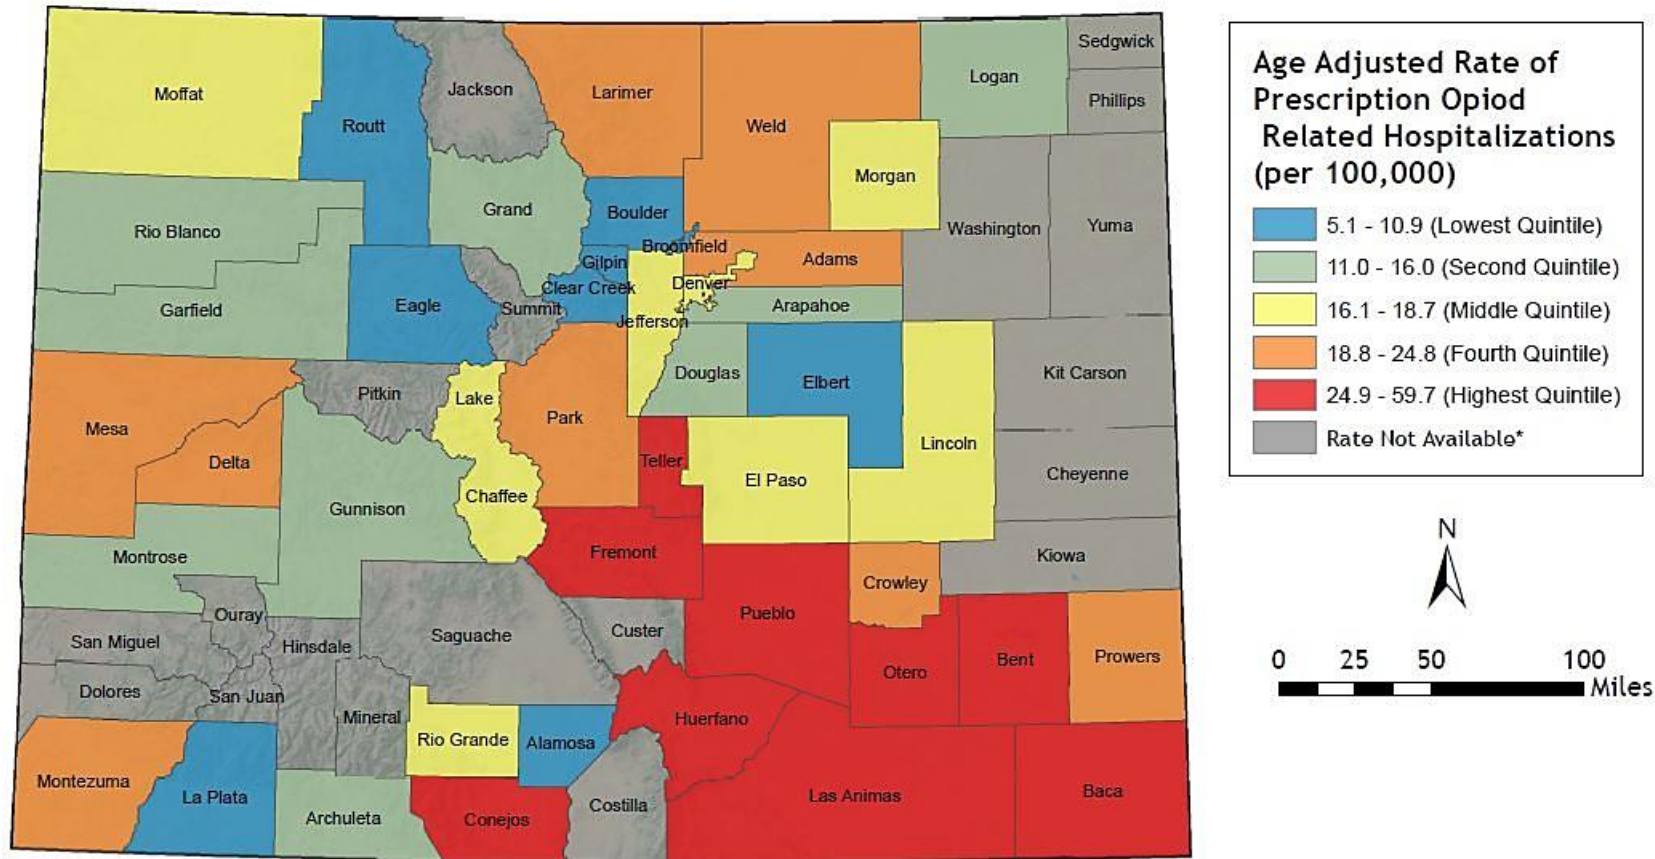 Sedgwick
Jackson
Logan
Moffat
Larimer
Phillips
Routt
Weld
Morgan
Grand
Boulder
Rio Blanco
Washington
Yuma
Broomfield
Gilpin
Adams
Clear Creek
Denver
Eagle
Summit
Arapahoe
Garfield
Jefferson
Douglas
Kit Carson
Elbert
Pitkin
Lake
Park
Mesa
Lincoln
Delta
Teller
Cheyenne
El Paso
Chaffee
Gunnison
Fremont
Montrose
Kiowa
Crowley
Ouray
Pueblo
Custer
San Miguel
Saguache
Hinsdale
Prowers
Bent
Otero
Dolores
San Juan
Mineral
Huerfano
Rio Grande
Alamosa
Montezuma
Baca
La Plata
Las Animas
Costilla
Archuleta
Conejos
Age Adjusted Rate of
Prescription Opiod
Related Hospitalizations
(per 100,000)
5.1 - 10.9 (Lowest Quintile)
11.0 - 16.0 (Second Quintile)
16.1 - 18.7 (Middle Quintile)
18.8 - 24.8 (Fourth Quintile)
24.9 - 59.7 (Highest Quintile)
Rate Not Available*
N
0 25 50 100
Miles